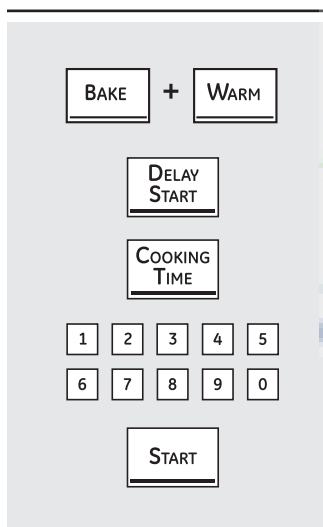 BAKE + WARM
DELAY
START
COOKING
TIME
1 2 3 4 5
6 7 8 9 0
START